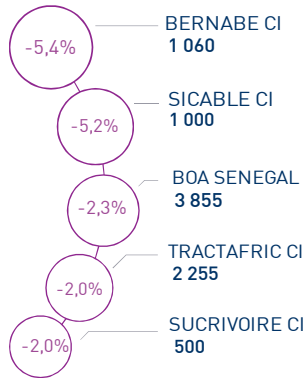 -5,4%
BERNABE CI
1 060
-5,2%
SICABLE CI
1 000
-2,3%
BOA SENEGAL
3 855
-2,0%
TRACTAFRIC CI
2 255
-2,0%
SUCRIVOIRE CI
500